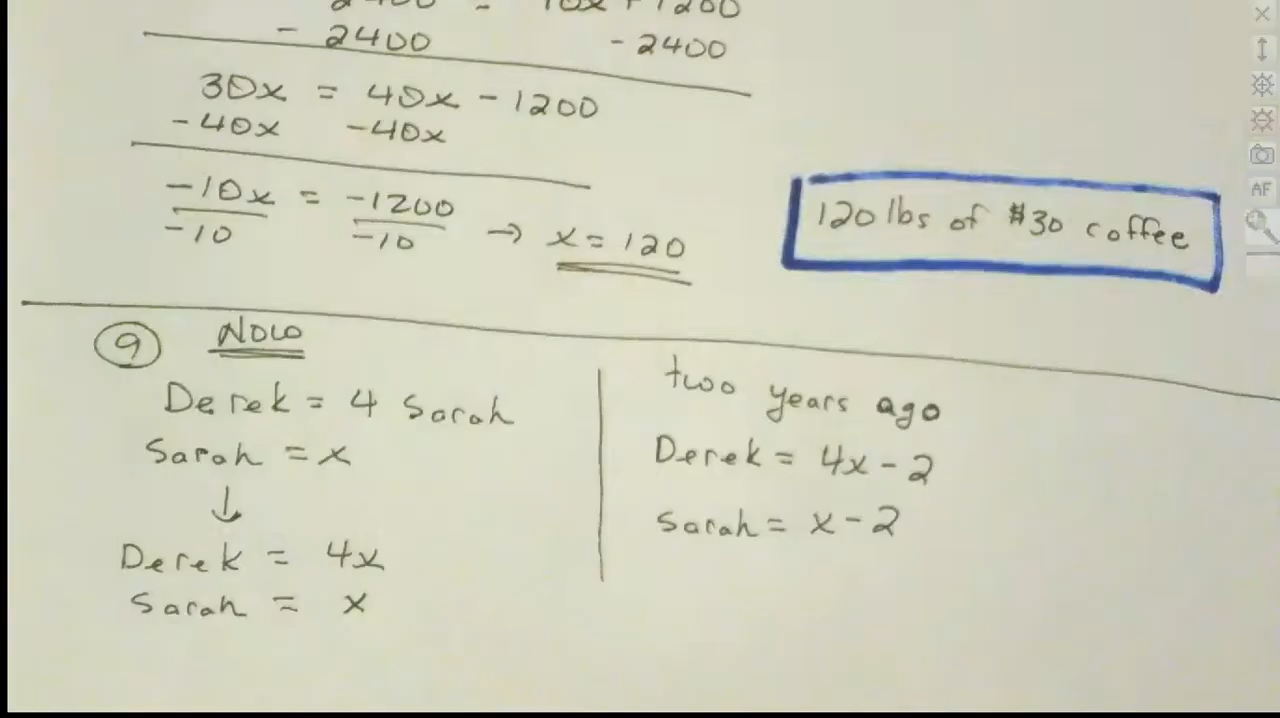 - 2400 - 2400
30x = 40x - 1200
- 40x - 40x
-10x = -1200
-10 -10 → x = 120
120 lbs of $30 coffee
9 Now
Derek = 4 Sarah
Sarah = x
↓
Derek = 4x
Sarah = x
two years ago
Derek = 4x - 2
Sarah = x - 2
AF